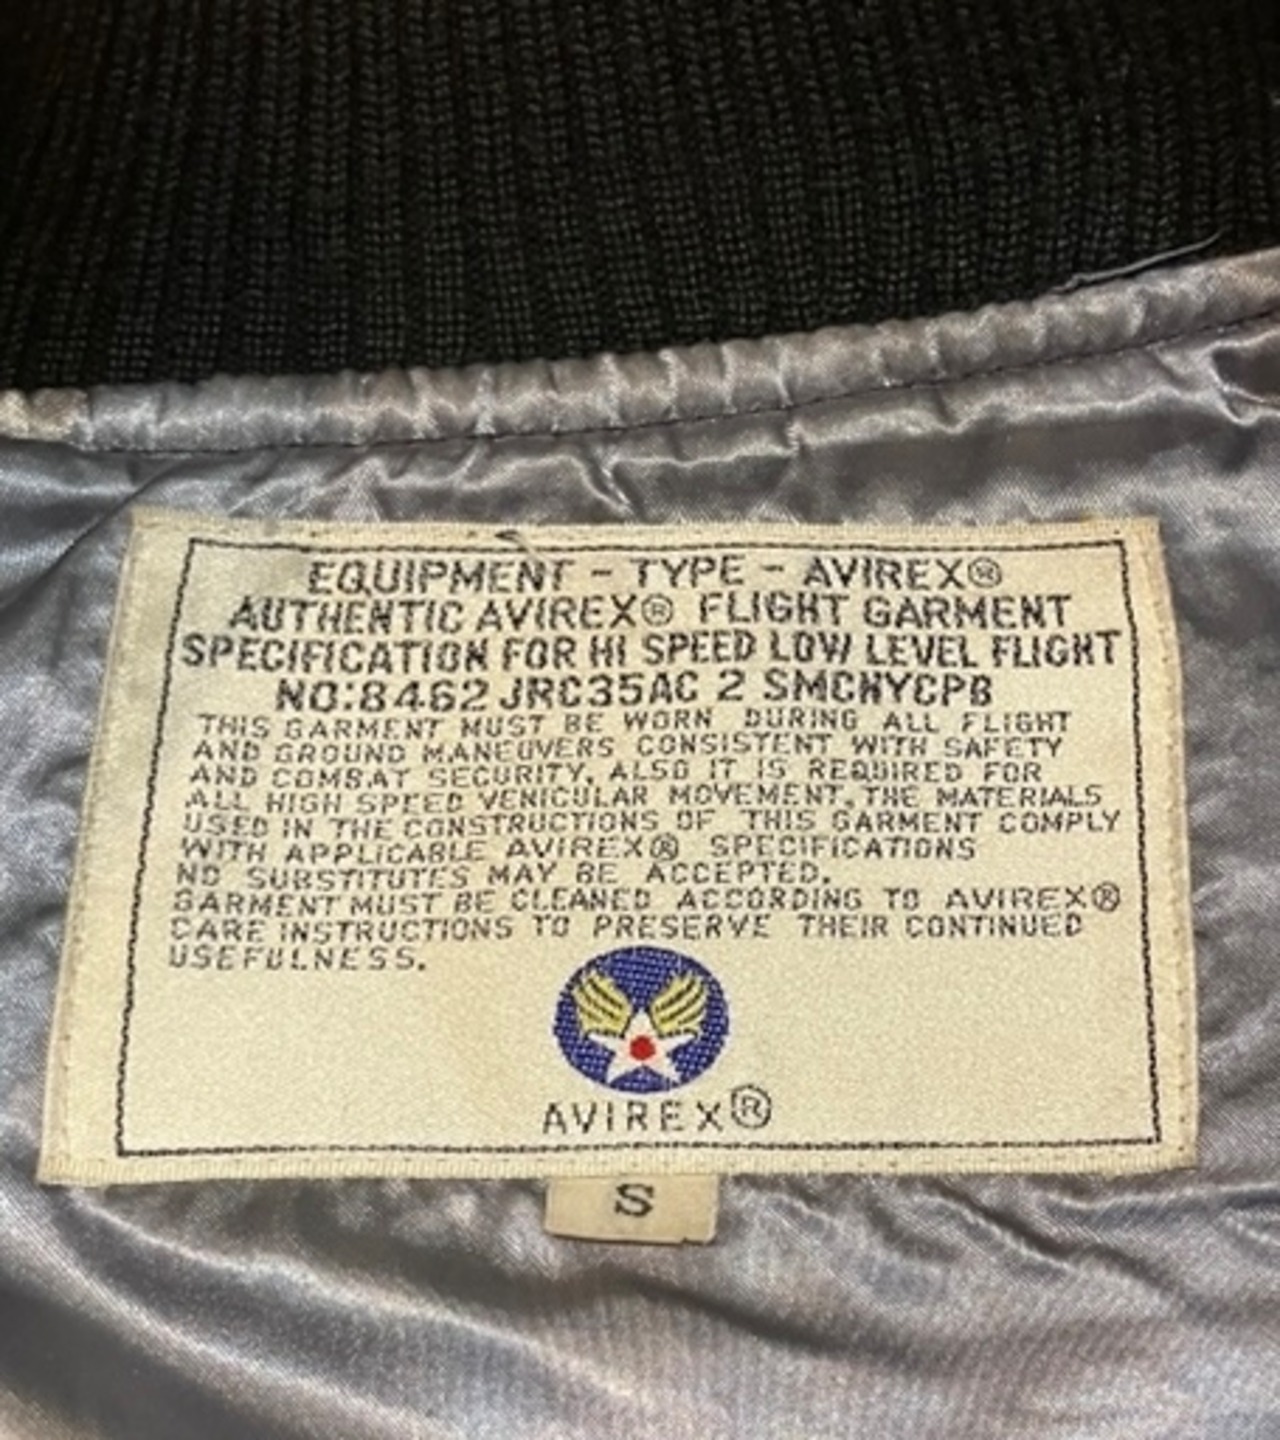 EQUIPMENT - TYPE - AVIREX®
AUTHENTIC AVIREX® FLIGHT GARMENT
SPECIFICATION FOR HI SPEED LOW LEVEL FLIGHT
NO:8462 JRC35AC 2 SMCNYCPB
THIS GARMENT MUST BE WORN DURING ALL FLIGHT
AND GROUND MANEUVERS CONSISTENT WITH SAFETY
AND COMBAT SECURITY. ALSO IT IS REQUIRED FOR
ALL HIGH SPEED VEHICULAR MOVEMENT. THE MATERIALS
USED IN THE CONSTRUCTIONS OF THIS GARMENT COMPLY
WITH APPLICABLE AVIREX® SPECIFICATIONS
NO SUBSTITUTES MAY BE ACCEPTED.
GARMENT MUST BE CLEANED ACCORDING TO AVIREX®
CARE INSTRUCTIONS TO PRESERVE THEIR CONTINUED
USEFULNESS.
AVIREX®
S